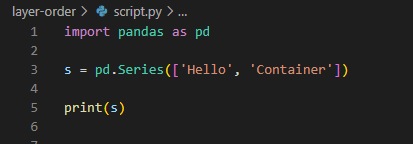 layer-order > script.py > ...
1 import pandas as pd
2
3 s = pd.Series(['Hello', 'Container'])
4
5 print(s)
6